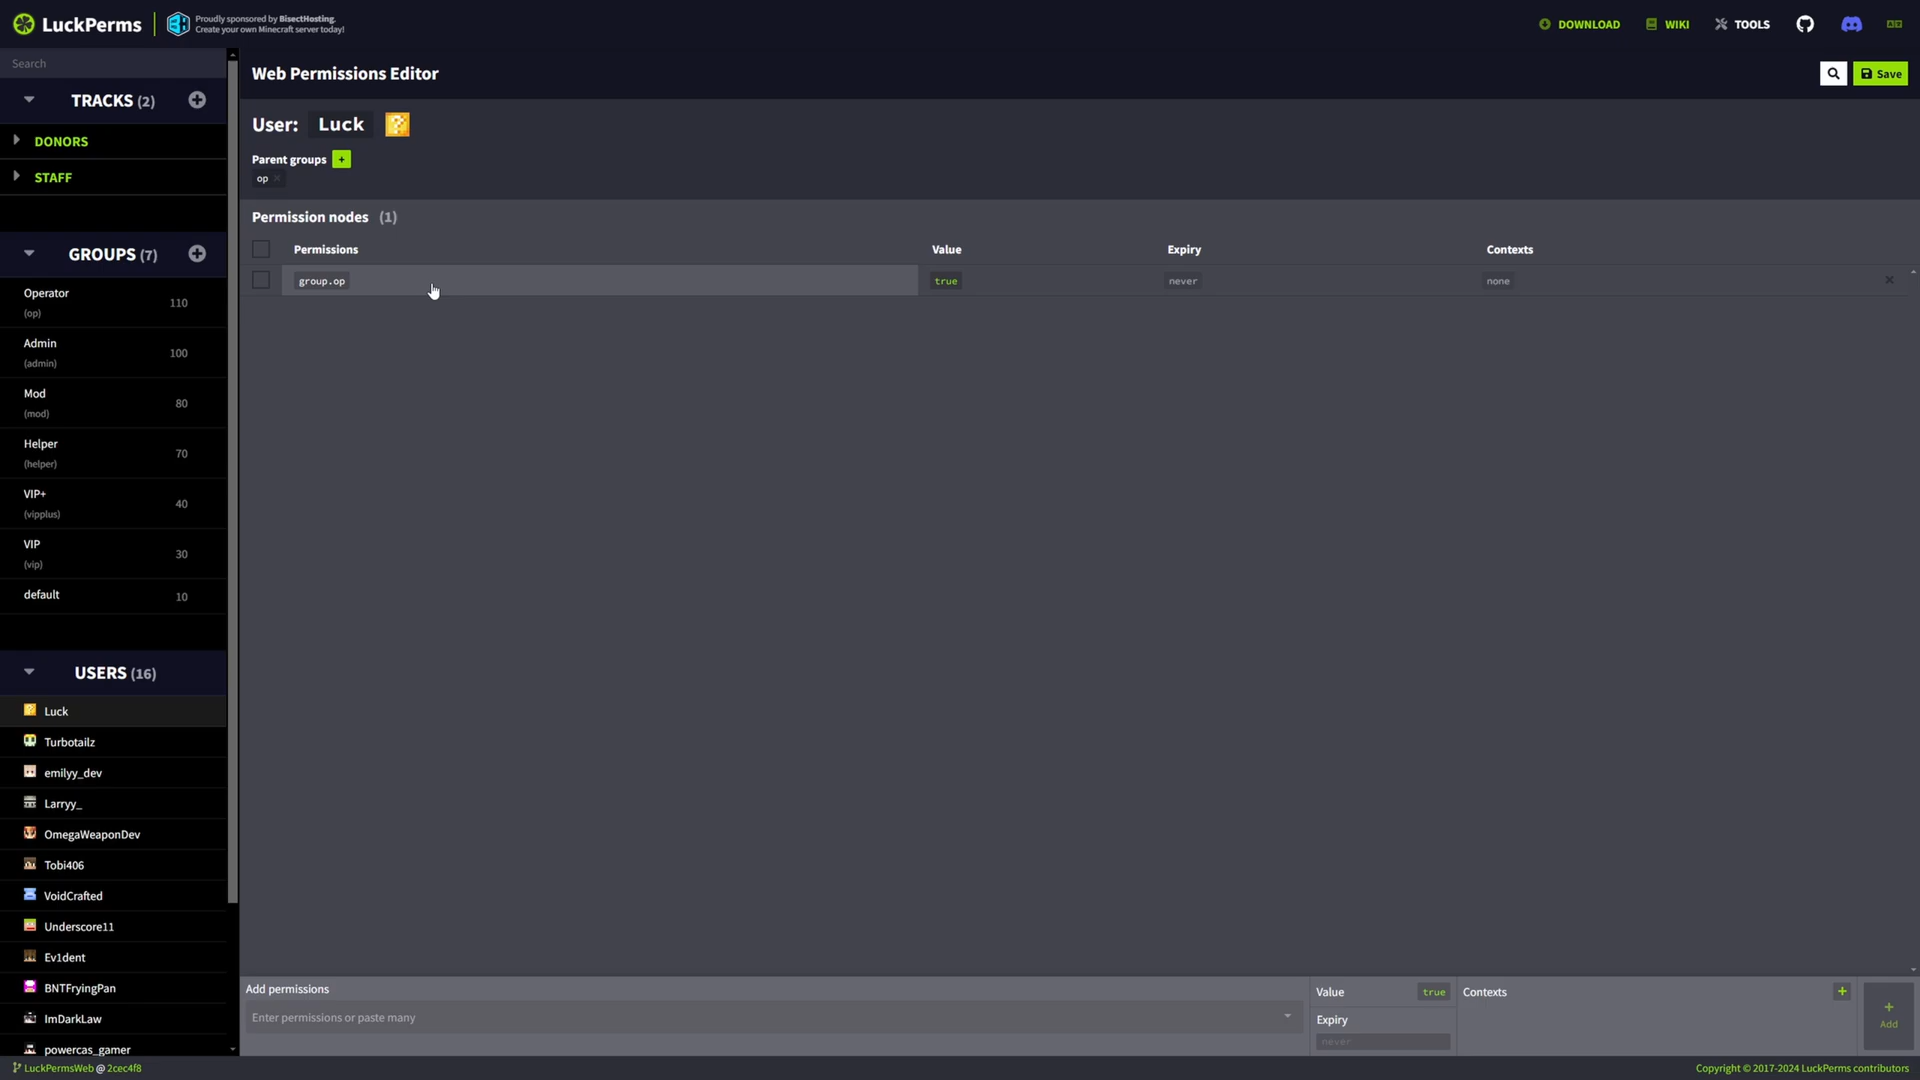 LuckPerms
Proudly sponsored by BisectHosting.
Create your own Minecraft server today!
DOWNLOAD
WIKI
TOOLS
Search
TRACKS (2)
DONORS
STAFF
GROUPS (7)
Operator
(op)
110
Admin
(admin)
100
Mod
(mod)
80
Helper
(helper)
70
VIP+
(vipplus)
40
VIP
(vip)
30
default
10
USERS (16)
Luck
Turbotailz
emilyy_dev
Larryy_
OmegaWeaponDev
Tobi406
VoidCrafted
Underscore11
Ev1dent
BNTFryingPan
ImDarkLaw
powercas_gamer
Web Permissions Editor
Save
User: Luck
Parent groups +
op ×
Permission nodes (1)
Permissions Value Expiry Contexts
group.op true never none ×
Add permissions
Enter permissions or paste many
Value true
Expiry
never
Contexts +
+
Add
LuckPermsWeb @ 2cec4f8
Copyright © 2017-2024 LuckPerms contributors